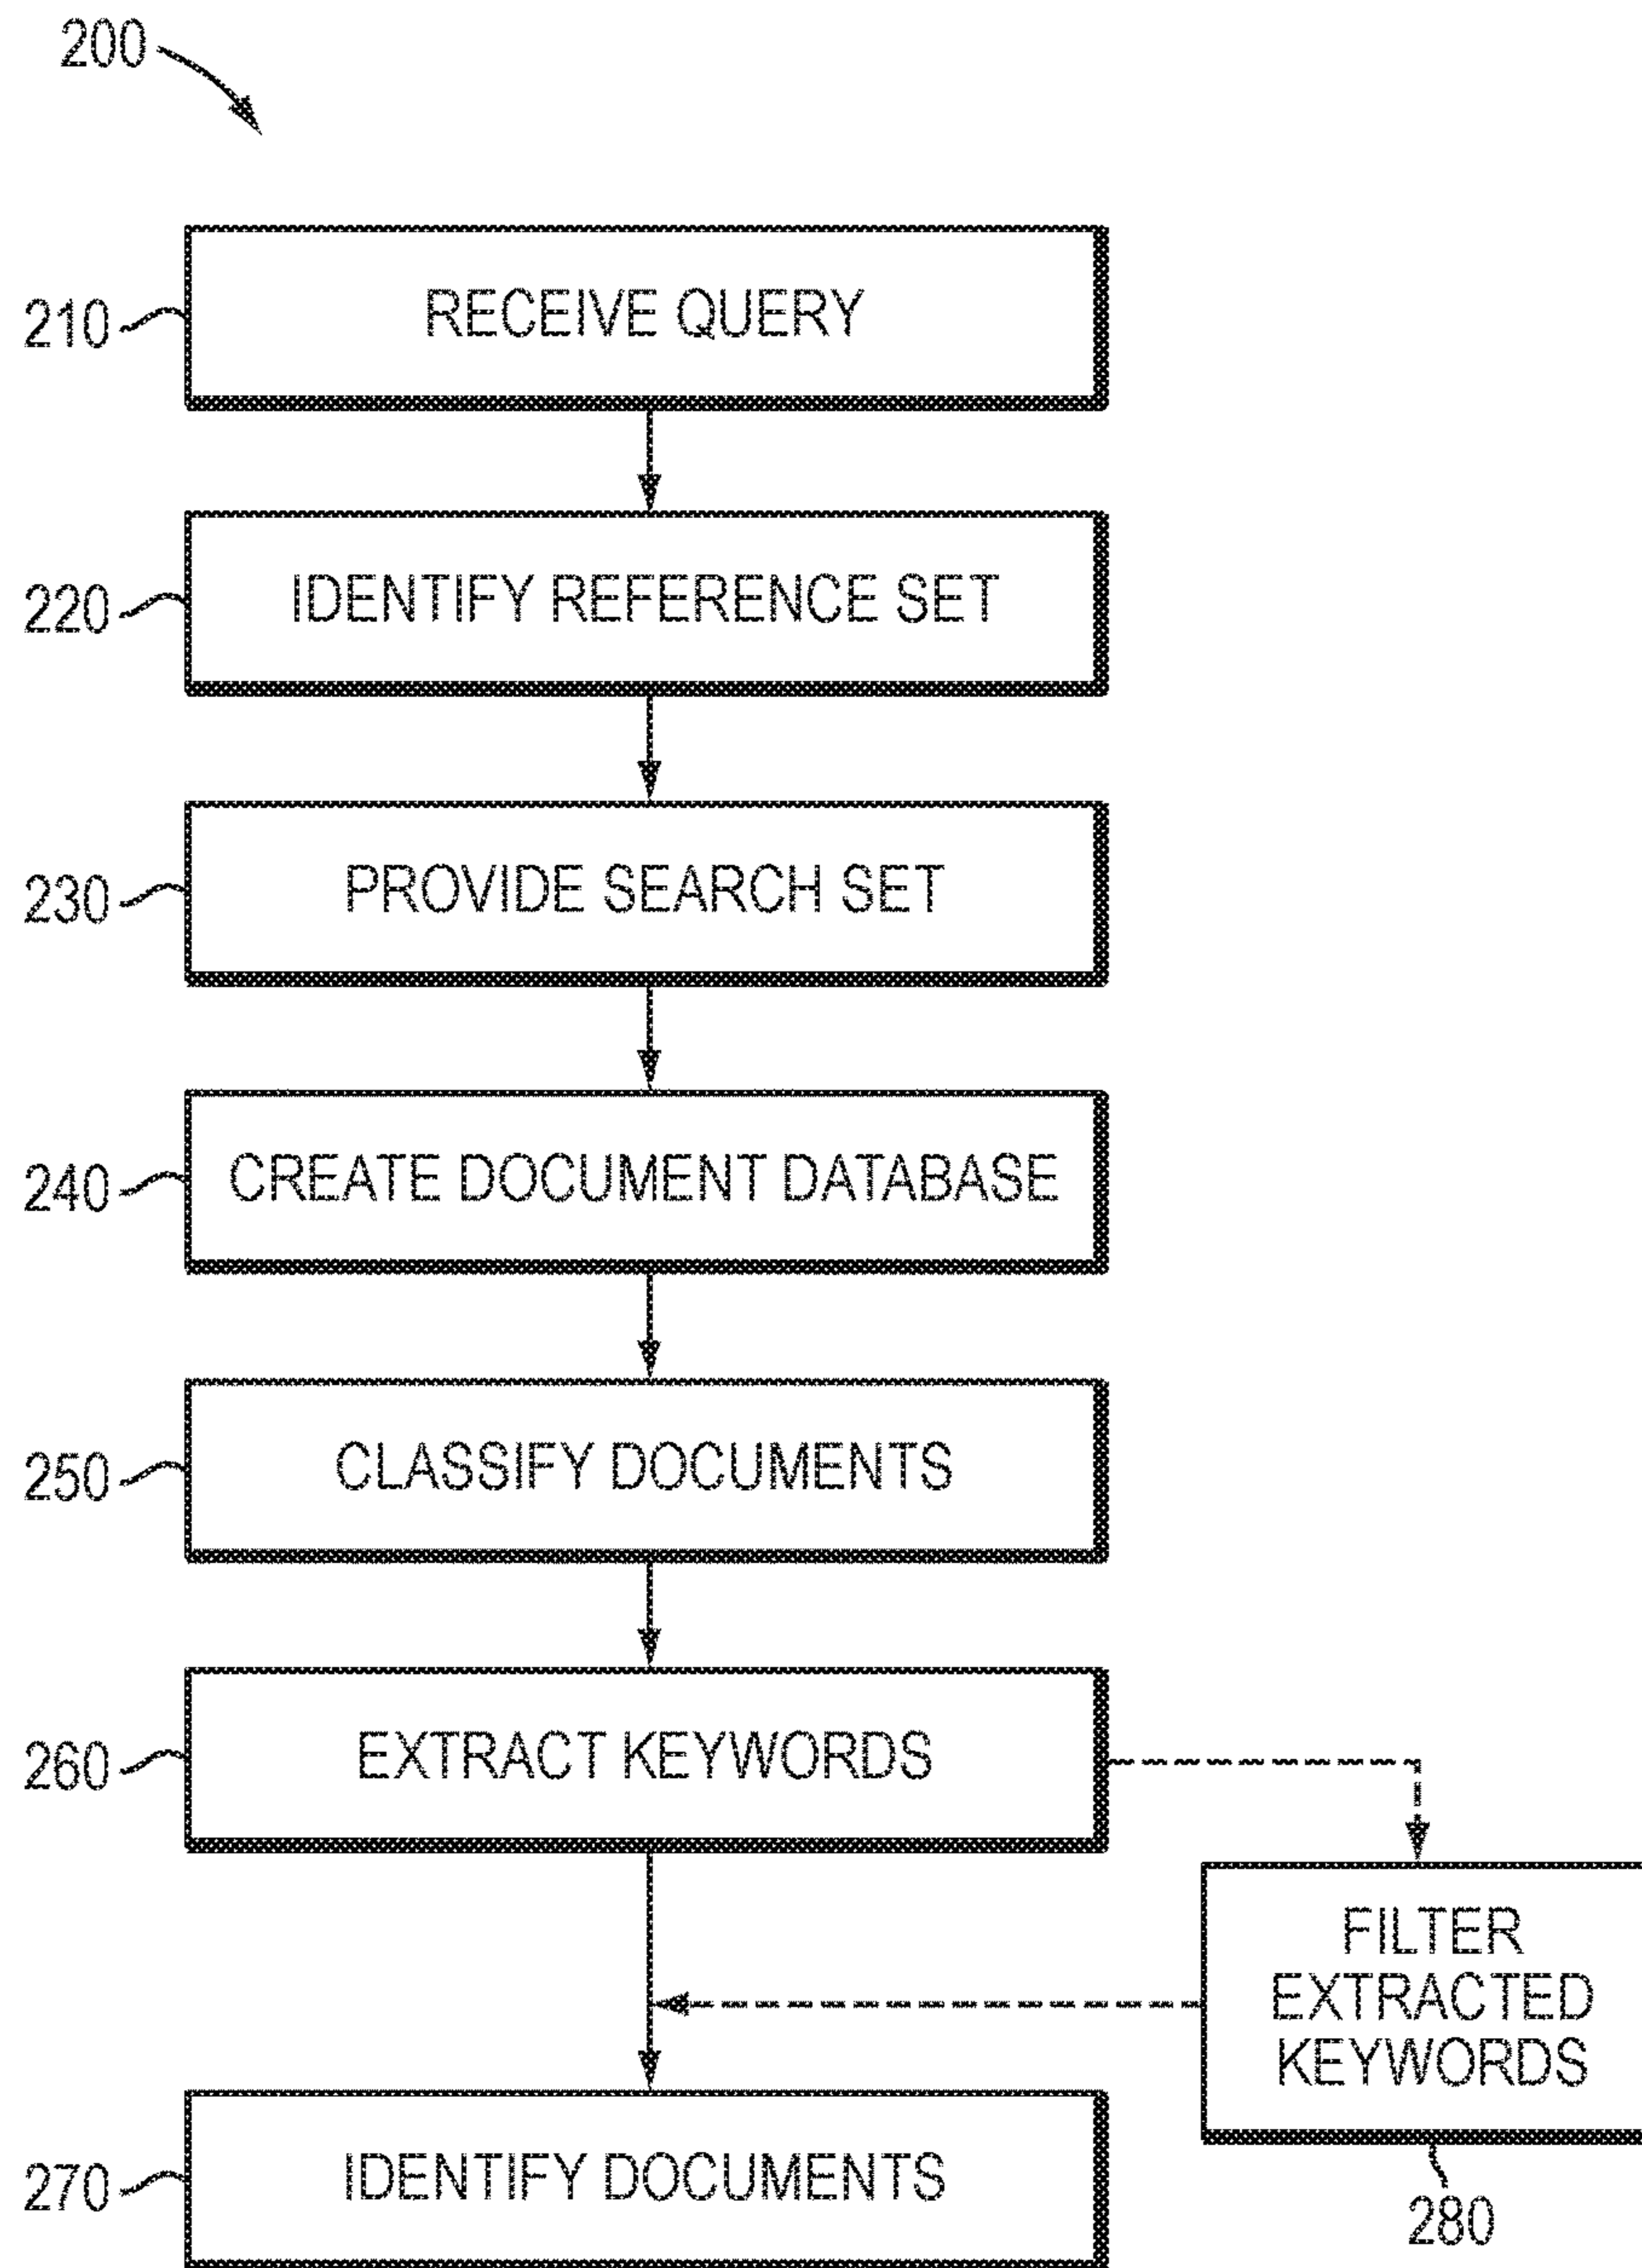 200
210 RECEIVE QUERY
220 IDENTIFY REFERENCE SET
230 PROVIDE SEARCH SET
240 CREATE DOCUMENT DATABASE
250 CLASSIFY DOCUMENTS
260 EXTRACT KEYWORDS
FILTER
EXTRACTED
KEYWORDS
270 IDENTIFY DOCUMENTS
280